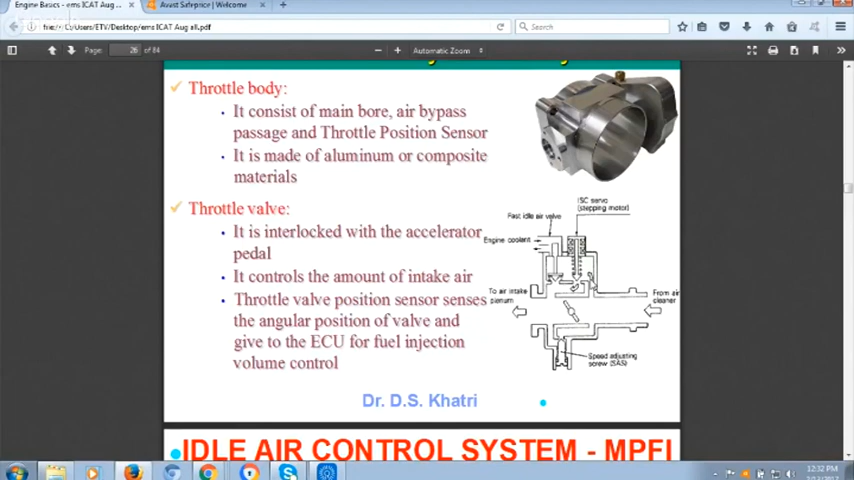 Engine Basics - ems ICAT Aug ...
Avast Safeprice | Welcome
file:///C:/Users/ETV/Desktop/ems ICAT Aug all.pdf
Search
Page:
26
of 84
Automatic Zoom
Throttle body:
It consist of main bore, air bypass
passage and Throttle Position Sensor
It is made of aluminum or composite
materials
Throttle valve:
It is interlocked with the accelerator
pedal
It controls the amount of intake air
Throttle valve position sensor senses
the angular position of valve and
give to the ECU for fuel injection
volume control
ISC servo
(stepping motor)
Fast idle air valve
Engine coolant
To air intake
plenum
From air
cleaner
Speed adjusting
screw (SAS)
Dr. D.S. Khatri
IDLE AIR CONTROL SYSTEM - MPFI
12:32 PM